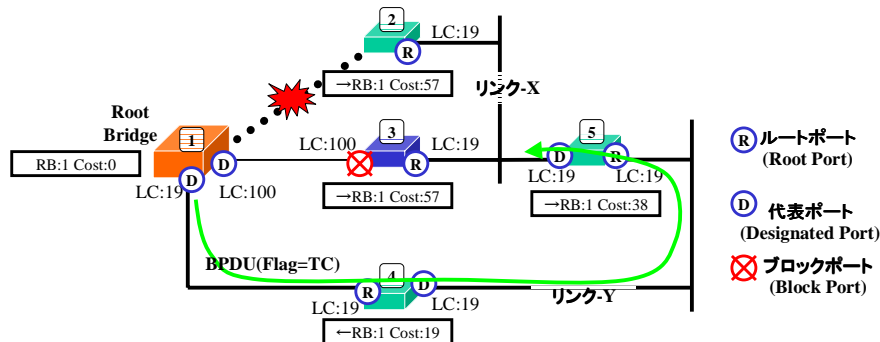 2
LC:19
R
→RB:1 Cost:57
リンク-X
Root
Bridge
1
RB:1 Cost:0
D
D
LC:19
LC:100
LC:100
3
LC:19
R
→RB:1 Cost:57
5
D
R
LC:19
LC:19
→RB:1 Cost:38
BPDU(Flag=TC)
4
R
D
LC:19
LC:19
リンク-Y
←RB:1 Cost:19
R
ルートポート
(Root Port)
D
代表ポート
(Designated Port)
ブロックポート
(Block Port)